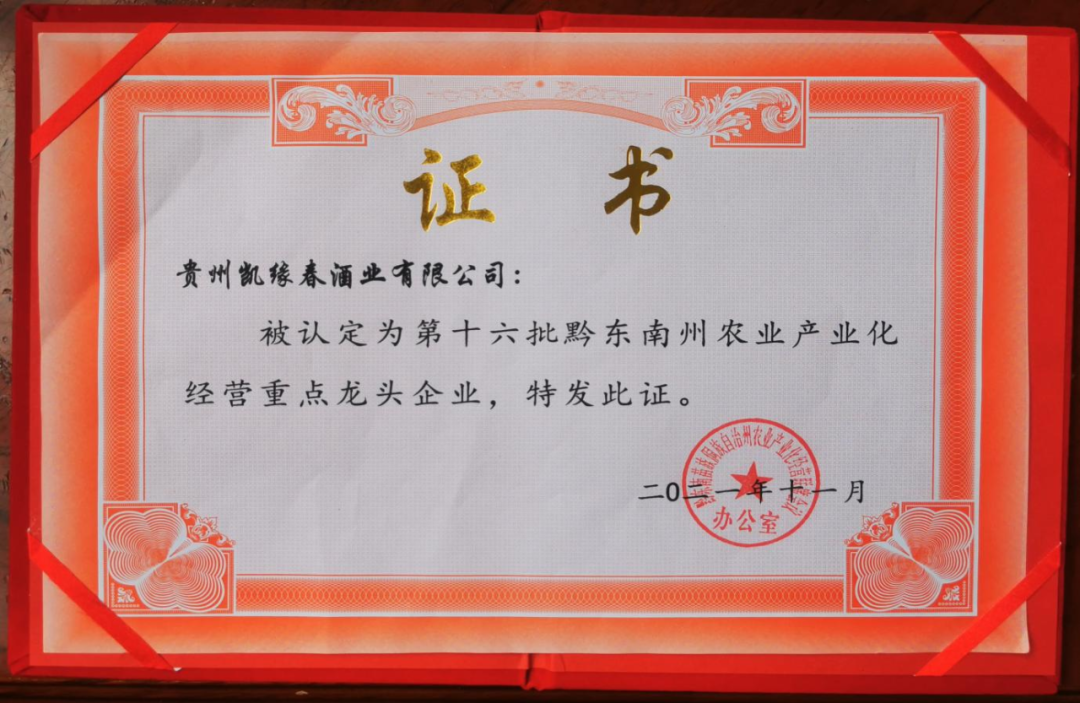 证 书
贵州凯缘春酒业有限公司：
被认定为第十六批黔东南州农业产业化
经营重点龙头企业，特发此证。
二0二一年十一月
办公室